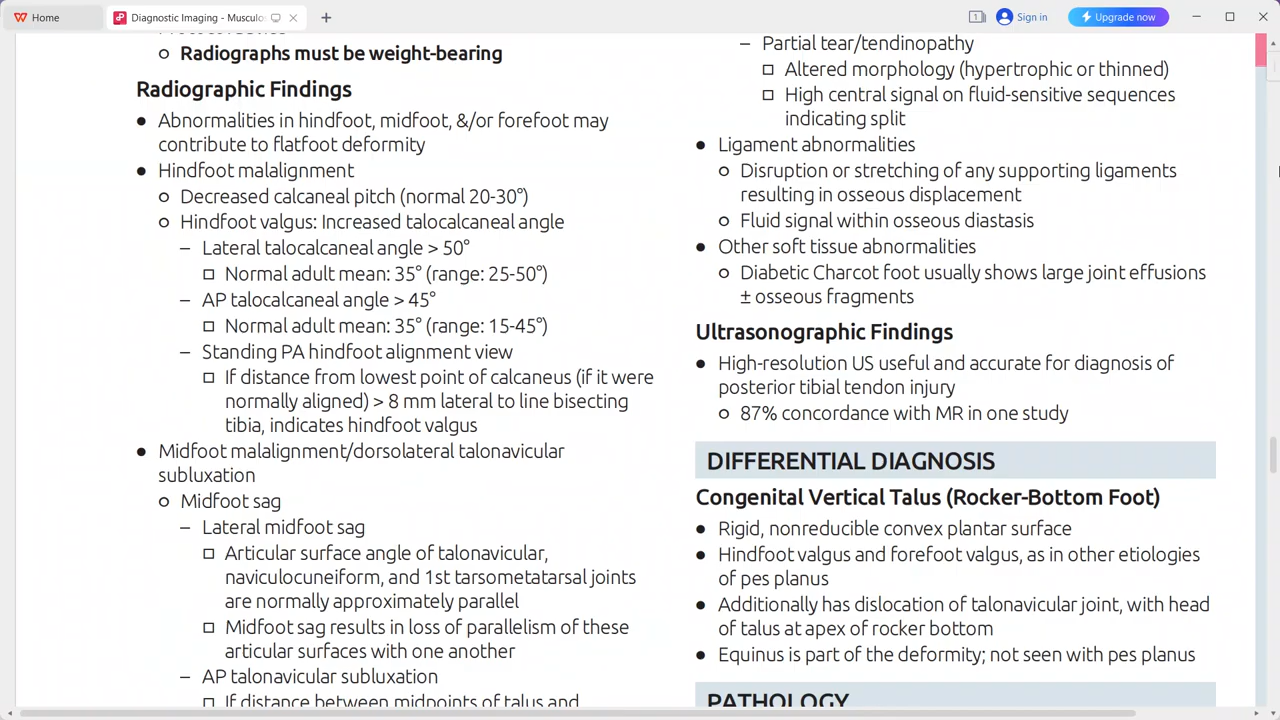 Home
Diagnostic Imaging - Musculos
Sign in
Upgrade now
○ Radiographs must be weight-bearing
Radiographic Findings
● Abnormalities in hindfoot, midfoot, &/or forefoot may
contribute to flatfoot deformity
● Hindfoot malalignment
○ Decreased calcaneal pitch (normal 20-30°)
○ Hindfoot valgus: Increased talocalcaneal angle
– Lateral talocalcaneal angle > 50°
□ Normal adult mean: 35° (range: 25-50°)
– AP talocalcaneal angle > 45°
□ Normal adult mean: 35° (range: 15-45°)
– Standing PA hindfoot alignment view
□ If distance from lowest point of calcaneus (if it were
normally aligned) > 8 mm lateral to line bisecting
tibia, indicates hindfoot valgus
● Midfoot malalignment/dorsolateral talonavicular
subluxation
○ Midfoot sag
– Lateral midfoot sag
□ Articular surface angle of talonavicular,
naviculocuneiform, and 1st tarsometatarsal joints
are normally approximately parallel
□ Midfoot sag results in loss of parallelism of these
articular surfaces with one another
– AP talonavicular subluxation
□ If distance between midpoints of talus and
– Partial tear/tendinopathy
□ Altered morphology (hypertrophic or thinned)
□ High central signal on fluid-sensitive sequences
indicating split
● Ligament abnormalities
○ Disruption or stretching of any supporting ligaments
resulting in osseous displacement
○ Fluid signal within osseous diastasis
● Other soft tissue abnormalities
○ Diabetic Charcot foot usually shows large joint effusions
± osseous fragments
Ultrasonographic Findings
● High-resolution US useful and accurate for diagnosis of
posterior tibial tendon injury
○ 87% concordance with MR in one study
DIFFERENTIAL DIAGNOSIS
Congenital Vertical Talus (Rocker-Bottom Foot)
● Rigid, nonreducible convex plantar surface
● Hindfoot valgus and forefoot valgus, as in other etiologies
of pes planus
● Additionally has dislocation of talonavicular joint, with head
of talus at apex of rocker bottom
● Equinus is part of the deformity; not seen with pes planus
PATHOLOGY